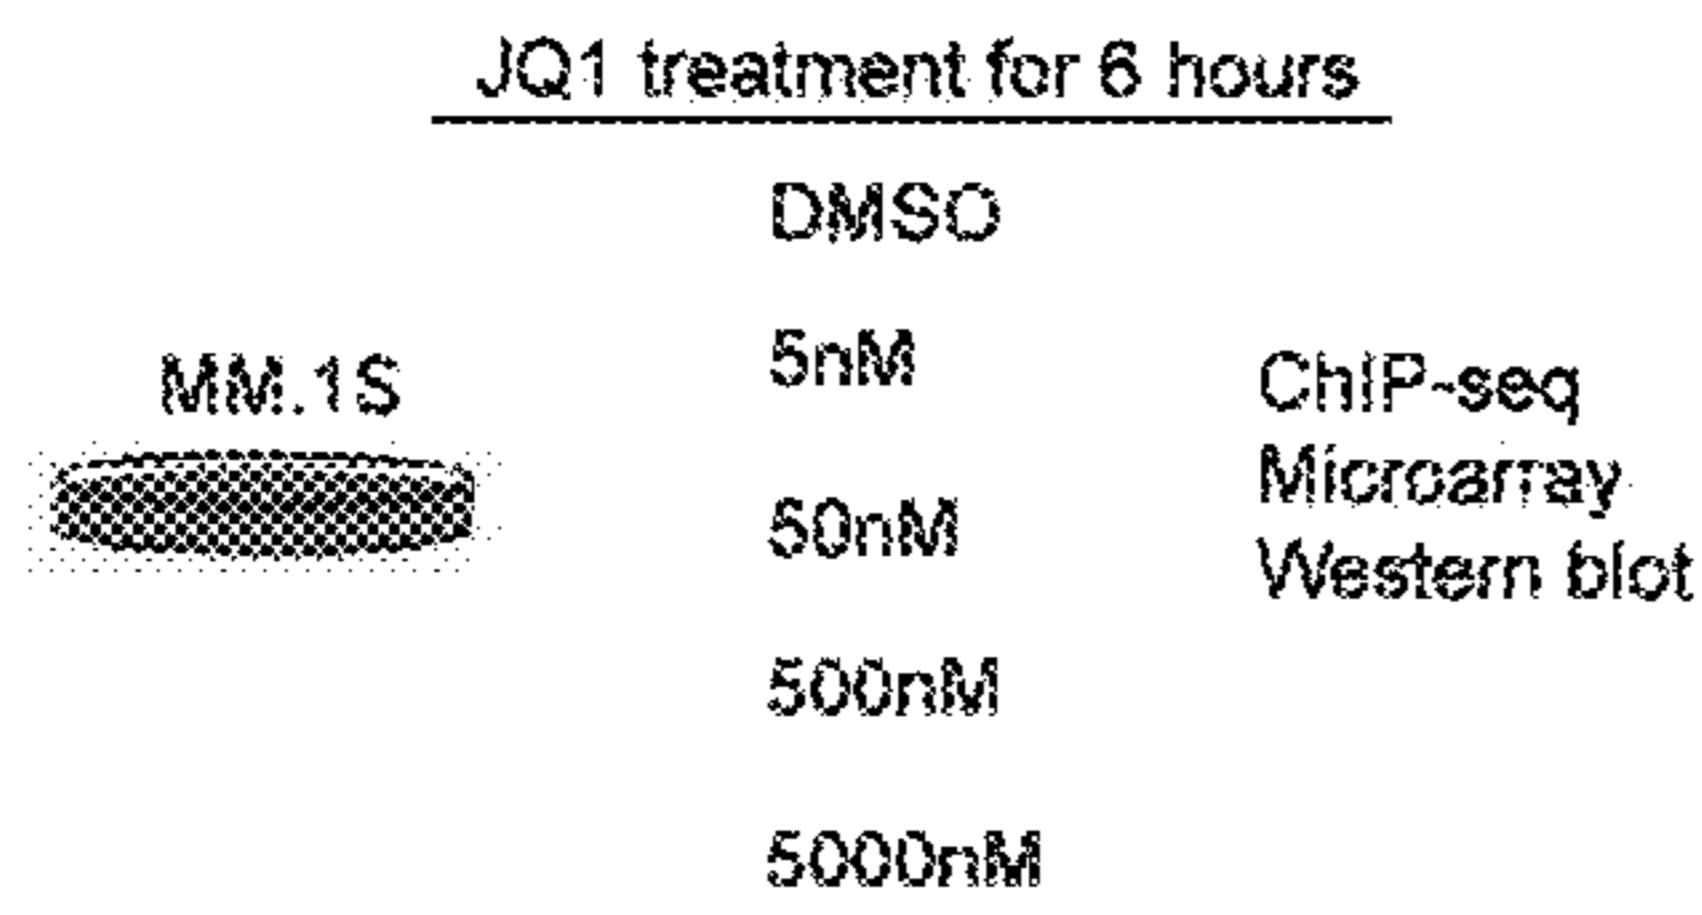 JQ1 treatment for 6 hours
DMSO
5nM
MM.1S
ChIP-seq
Microarray
50nM
Western blot
500nM
5000nM